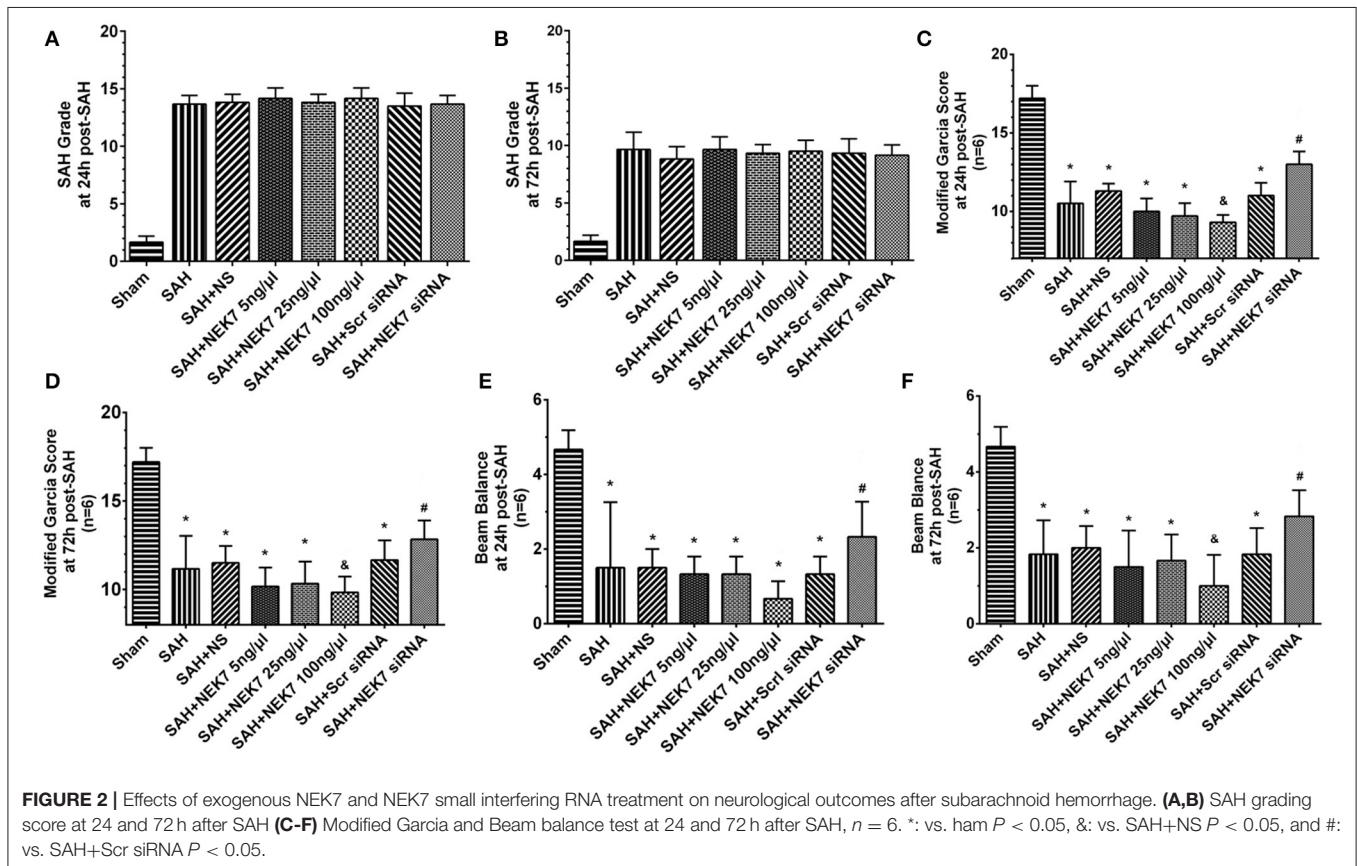 A
SAH Grade
at 24h post-SAH
20
15
10
5
0
Sham
SAH
SAH+NS
SAH+NEK7 5ng/µl
SAH+NEK7 25ng/µl
SAH+NEK7 100ng/µl
SAH+Scr siRNA
SAH+NEK7 siRNA
B
SAH Grade
at 72h post-SAH
20
15
10
5
0
Sham
SAH
SAH+NS
SAH+NEK7 5ng/µl
SAH+NEK7 25ng/µl
SAH+NEK7 100ng/µl
SAH+Scr siRNA
SAH+NEK7 siRNA
C
Modified Garcia Score
at 24h post-SAH
(n=6)
20
15
10
* * * * & * #
Sham
SAH
SAH+NS
SAH+NEK7 5ng/µl
SAH+NEK7 25ng/µl
SAH+NEK7 100ng/µl
SAH+Scr siRNA
SAH+NEK7 siRNA
D
Modified Garcia Score
at 72h post-SAH
(n=6)
20
15
10
* * * * & * #
Sham
SAH
SAH+NS
SAH+NEK7 5ng/µl
SAH+NEK7 25ng/µl
SAH+NEK7 100ng/µl
SAH+Scr siRNA
SAH+NEK7 siRNA
E
Beam Balance
at 24h post-SAH
(n=6)
6
4
2
0
* * * * * * #
Sham
SAH
SAH+NS
SAH+NEK7 5ng/µl
SAH+NEK7 25ng/µl
SAH+NEK7 100ng/µl
SAH+Scrl siRNA
SAH+NEK7 siRNA
F
Beam Blance
at 72h post-SAH
(n=6)
6
4
2
0
* * * * & * #
Sham
SAH
SAH+NS
SAH+NEK7 5ng/µl
SAH+NEK7 25ng/µl
SAH+NEK7 100ng/µl
SAH+Scr siRNA
SAH+NEK7 siRNA
FIGURE 2 | Effects of exogenous NEK7 and NEK7 small interfering RNA treatment on neurological outcomes after subarachnoid hemorrhage. (A,B) SAH grading
score at 24 and 72 h after SAH (C-F) Modified Garcia and Beam balance test at 24 and 72 h after SAH, n = 6. *: vs. ham P < 0.05, &: vs. SAH+NS P < 0.05, and #:
vs. SAH+Scr siRNA P < 0.05.